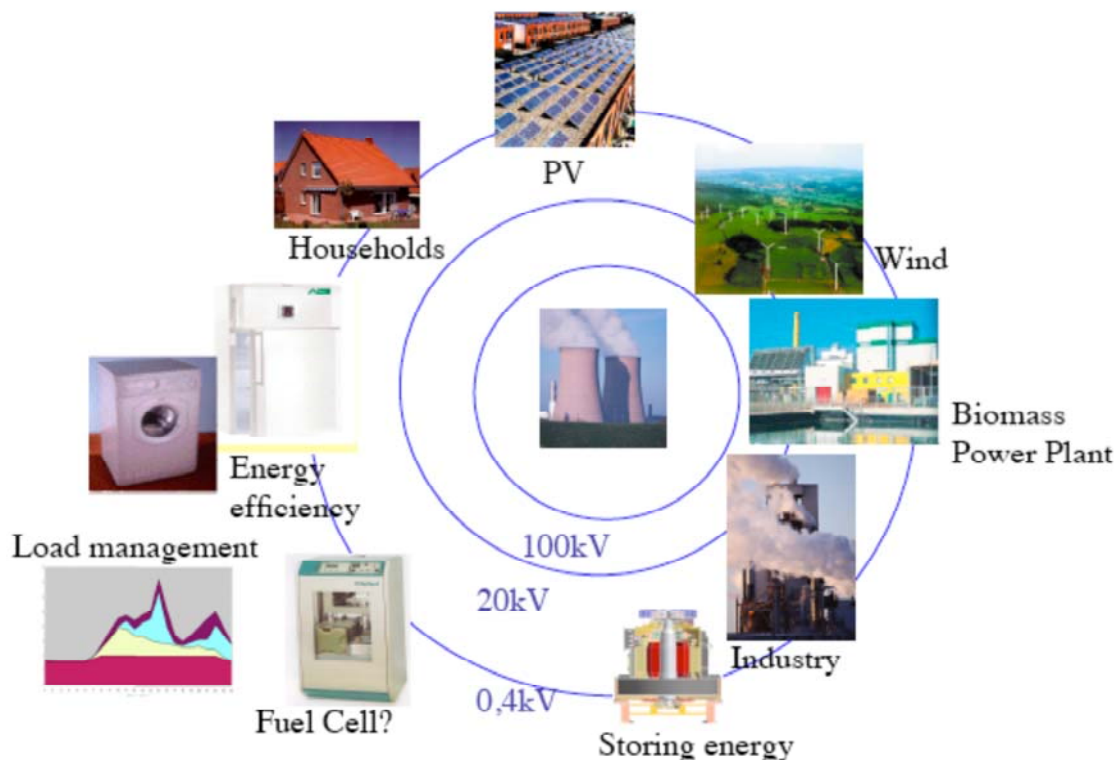 PV
Households
Wind
Biomass
Power Plant
Energy
efficiency
Load management
100kV
20kV
Industry
0,4kV
Fuel Cell?
Storing energy